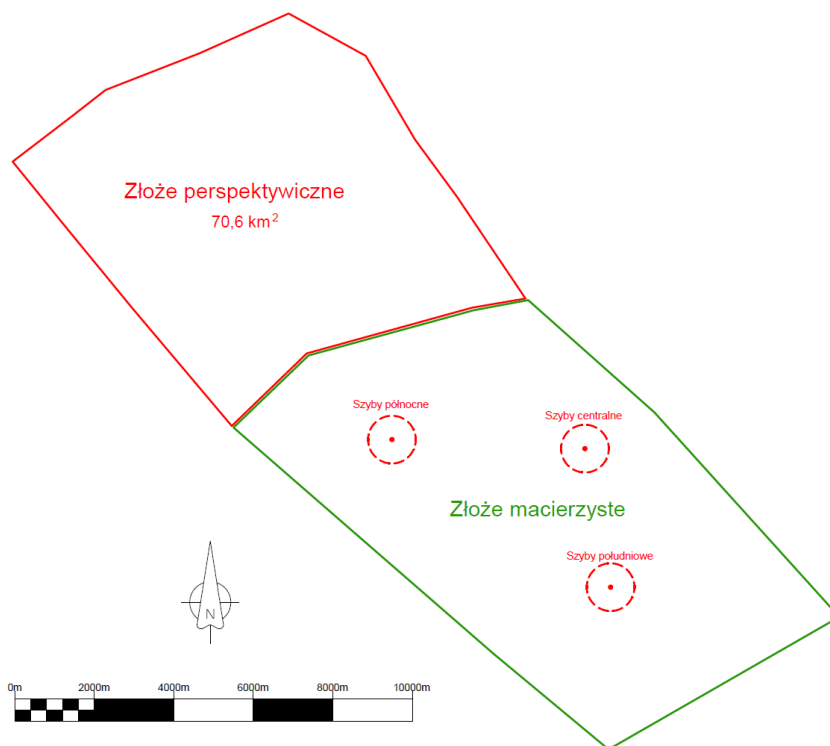 Złoże perspektywiczne
70,6 km²
Szyby północne
Szyby centralne
Złoże macierzyste
Szyby południowe
N
0m 2000m 4000m 6000m 8000m 10000m